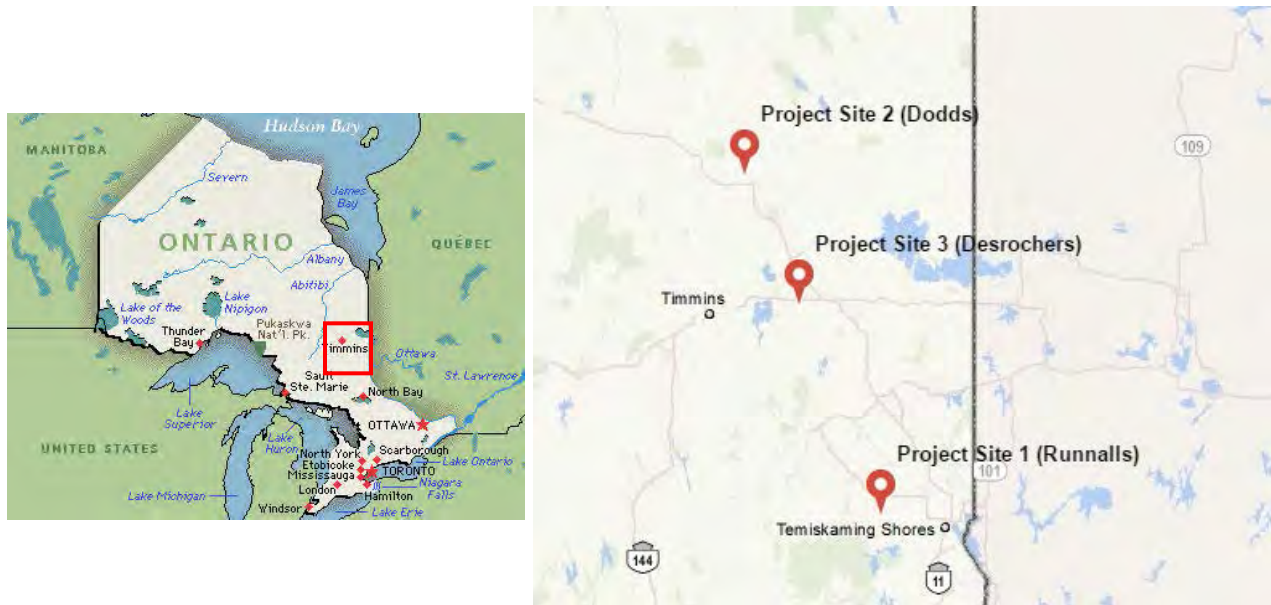 Hudson Bay
MANITOBA
Severn
James
Bay
ONTARIO
QUÉBEC
Albany
Abitibi
Lake of the
Woods
Lake
Nipigon
Thunder
Bay
Pukaskwa
Nat'l. Pk.
Timmins
Ottawa
St. Lawrence
Sault
Ste. Marie
North Bay
Lake
Superior
OTTAWA
Lake
Huron
UNITED STATES
North York
Scarborough
Etobicoke
Lake Ontario
Mississauga
TORONTO
Niagara
Falls
London
Hamilton
Lake Michigan
Windsor
Lake Erie
Project Site 2 (Dodds)
109
Project Site 3 (Desrochers)
Timmins
Project Site 1 (Runnalls)
101
Temiskaming Shores
144
11